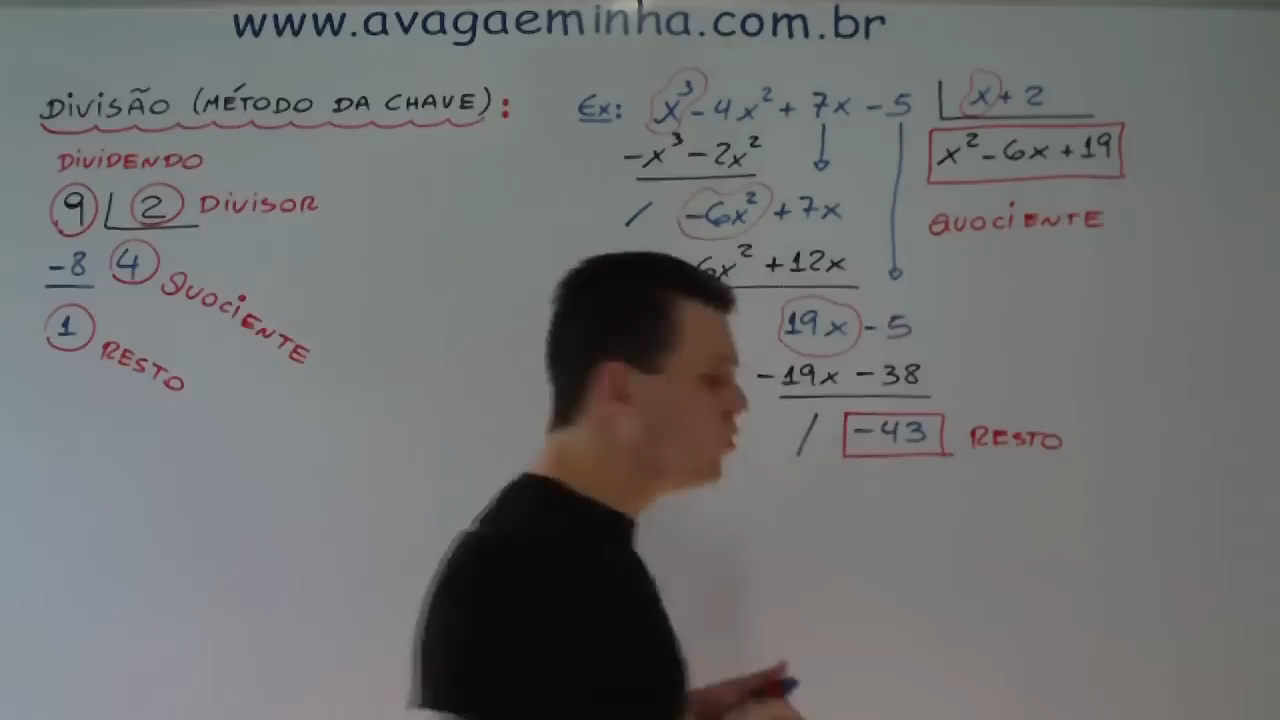 www.avagaeminha.com.br
DIVISÃO (MÉTODO DA CHAVE):
DIVIDENDO
9 2 DIVISOR
-8 4 QUOCIENTE
1 RESTO
Ex: x³ - 4x² + 7x - 5 x + 2
-x³ - 2x² x² - 6x + 19
/ -6x² + 7x QUOCIENTE
6x² + 12x
19x - 5
-19x - 38
/ -43 RESTO